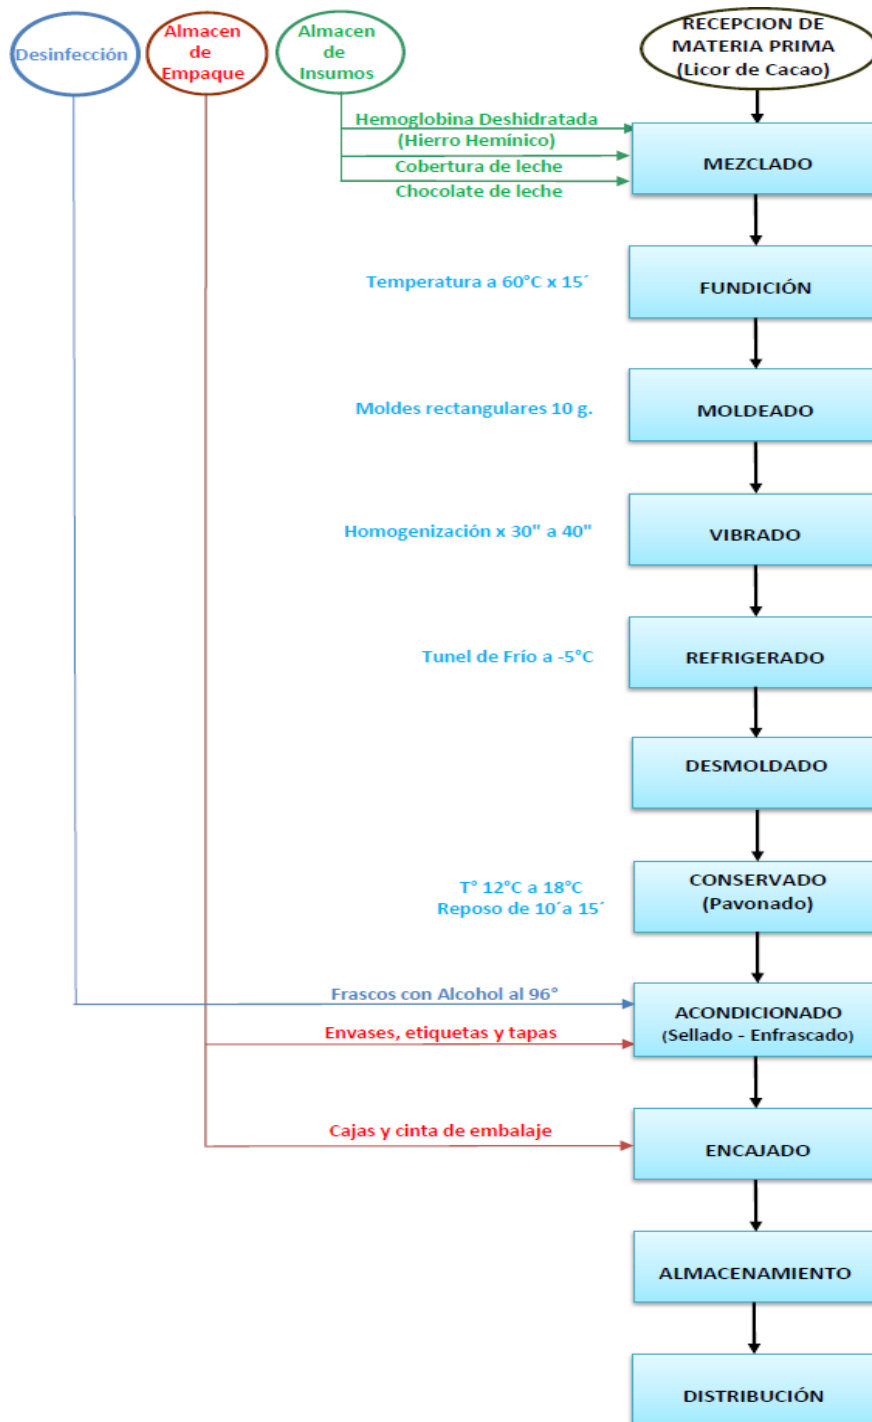 Desinfección
Almacen
de
Empaque
Almacen
de
Insumos
RECEPCION DE
MATERIA PRIMA
(Licor de Cacao)
Hemoglobina Deshidratada
(Hierro Hemínico)
Cobertura de leche
Chocolate de leche
MEZCLADO
Temperatura a 60°C x 15´
FUNDICIÓN
Moldes rectangulares 10 g.
MOLDEADO
Homogenización x 30" a 40"
VIBRADO
Tunel de Frío a -5°C
REFRIGERADO
DESMOLDADO
T° 12°C a 18°C
Reposo de 10´a 15´
CONSERVADO
(Pavonado)
Frascos con Alcohol al 96°
Envases, etiquetas y tapas
ACONDICIONADO
(Sellado - Enfrascado)
Cajas y cinta de embalaje
ENCAJADO
ALMACENAMIENTO
DISTRIBUCIÓN